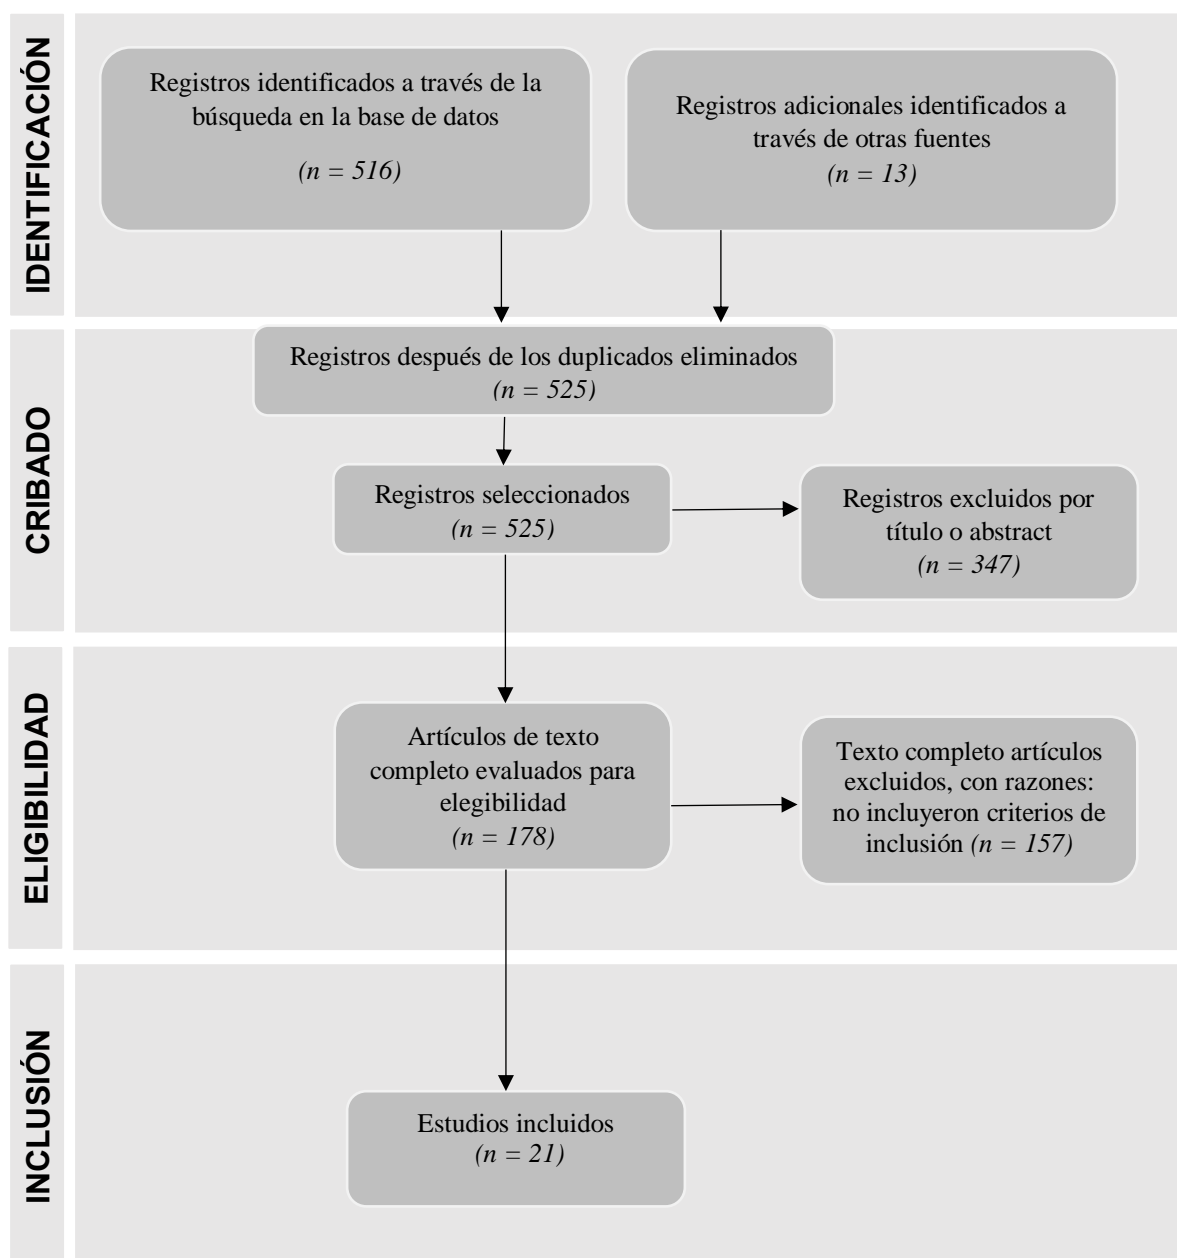 IDENTIFICACIÓN
Registros identificados a través de la
búsqueda en la base de datos
(n = 516)
Registros adicionales identificados a
través de otras fuentes
(n = 13)
CRIBADO
Registros después de los duplicados eliminados
(n = 525)
Registros seleccionados
(n = 525)
Registros excluidos por
título o abstract
(n = 347)
ELIGIBILIDAD
Artículos de texto
completo evaluados para
elegibilidad
(n = 178)
Texto completo artículos
excluidos, con razones:
no incluyeron criterios de
inclusión (n = 157)
INCLUSIÓN
Estudios incluidos
(n = 21)